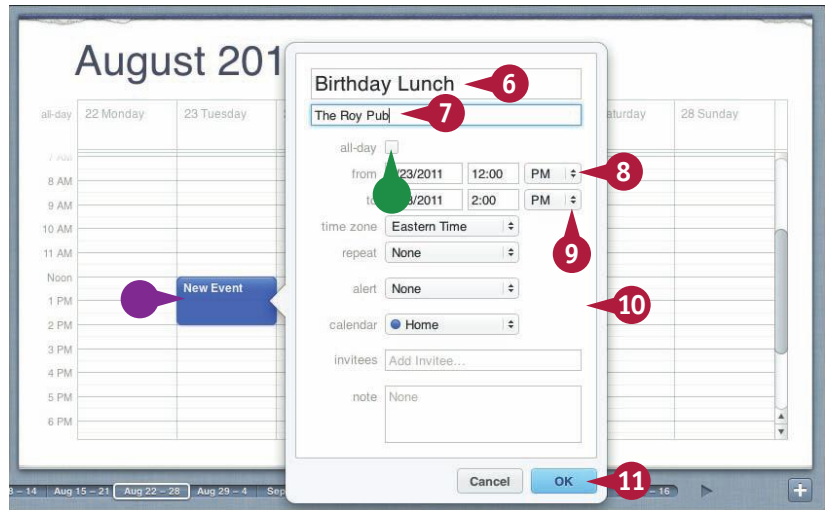 August 201
all-day 22 Monday 23 Tuesday 28 Sunday
7 AM
8 AM
9 AM
10 AM
11 AM
Noon
1 PM
2 PM
3 PM
4 PM
5 PM
6 PM
New Event
Birthday Lunch 6
The Roy Pub 7
all-day
from /23/2011 12:00 PM 8
to /2011 2:00 PM 9
time zone Eastern Time
repeat None
alert None
10
calendar Home
invitees Add Invitee...
note None
Cancel OK 11
– 14 Aug 15 – 21 Aug 22 – 28 Aug 29 – 4 Sep – 16
+